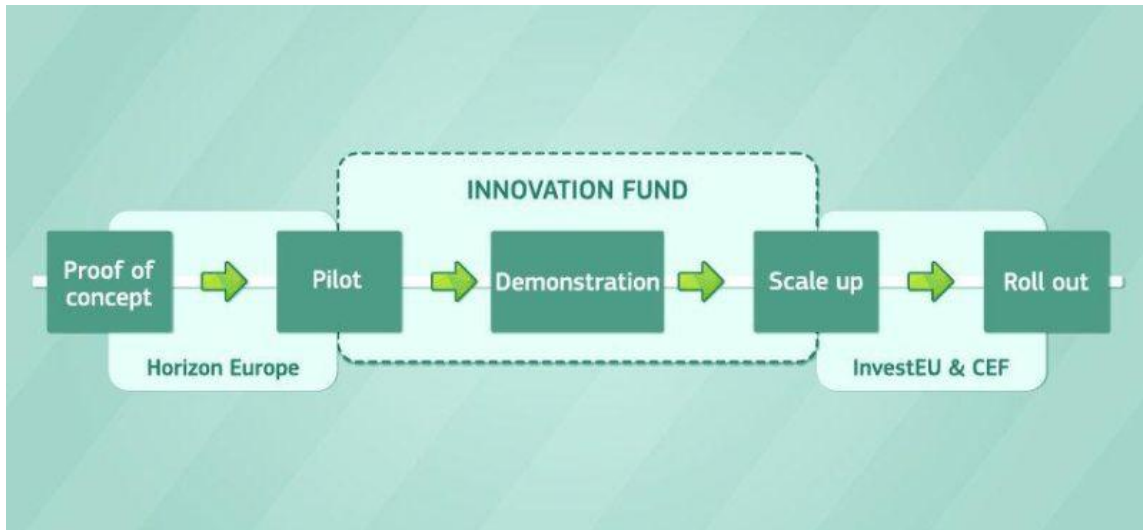 INNOVATION FUND
Proof of
concept
Pilot
Demonstration
Scale up
Roll out
Horizon Europe
InvestEU & CEF